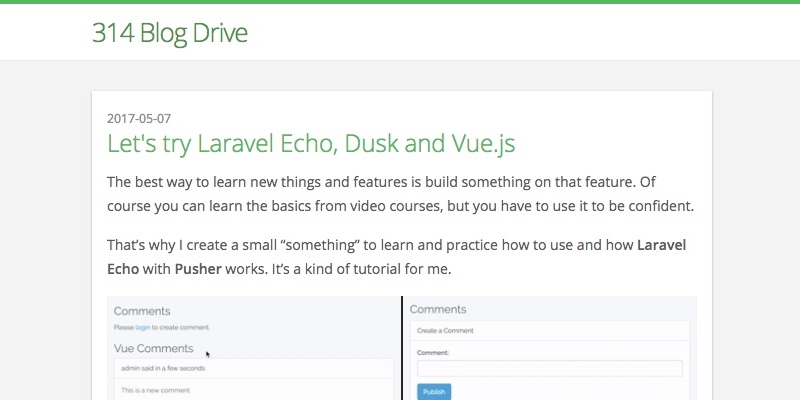 314 Blog Drive
2017-05-07
Let's try Laravel Echo, Dusk and Vue.js
The best way to learn new things and features is build something on that feature. Of
course you can learn the basics from video courses, but you have to use it to be confident.
That’s why I create a small “something” to learn and practice how to use and how Laravel
Echo with Pusher works. It’s a kind of tutorial for me.
Comments
Please login to create comment.
Vue Comments
admin said in a few seconds
This is a new comment
Comments
Create a Comment
Comment:
Publish